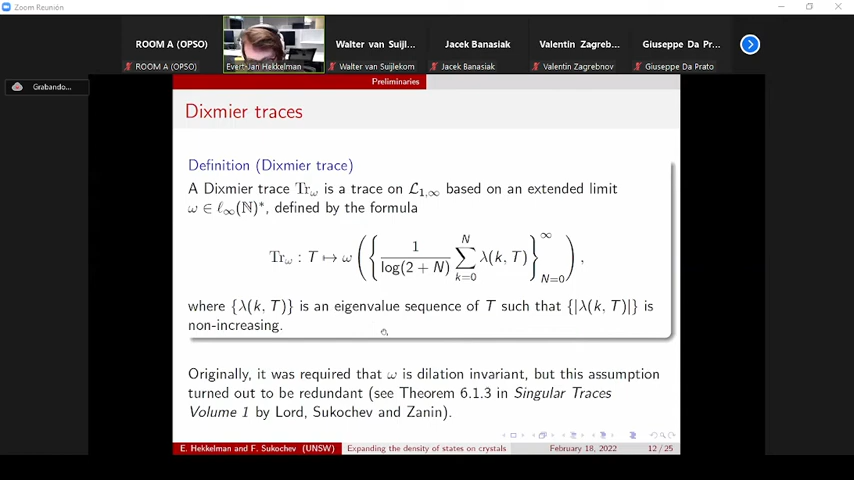 Zoom Reunión
ROOM A (OPSO)
Walter van Suijl...
Jacek Banasiak
Valentin Zagreb...
Giuseppe Da Pr...
ROOM A (OPSO)
Evert-Jan Hekkelman
Walter van Suijlekom
Jacek Banasiak
Valentin Zagrebnov
Giuseppe Da Prato
Grabando...
Preliminaries
Dixmier traces
Definition (Dixmier trace)
A Dixmier trace Tr_ω is a trace on ℒ_{1,∞} based on an extended limit
ω ∈ ℓ_∞(ℕ)*, defined by the formula
Tr_ω : T ↦ ω ( { 1/log(2 + N) ∑_{k=0}^{N} λ(k, T) }_{N=0}^{∞} ) ,
where {λ(k, T)} is an eigenvalue sequence of T such that {|λ(k, T)|} is
non-increasing.
Originally, it was required that ω is dilation invariant, but this assumption
turned out to be redundant (see Theorem 6.1.3 in Singular Traces
Volume 1 by Lord, Sukochev and Zanin).
E. Hekkelman and F. Sukochev (UNSW) Expanding the density of states on crystals February 18, 2022 12 / 25